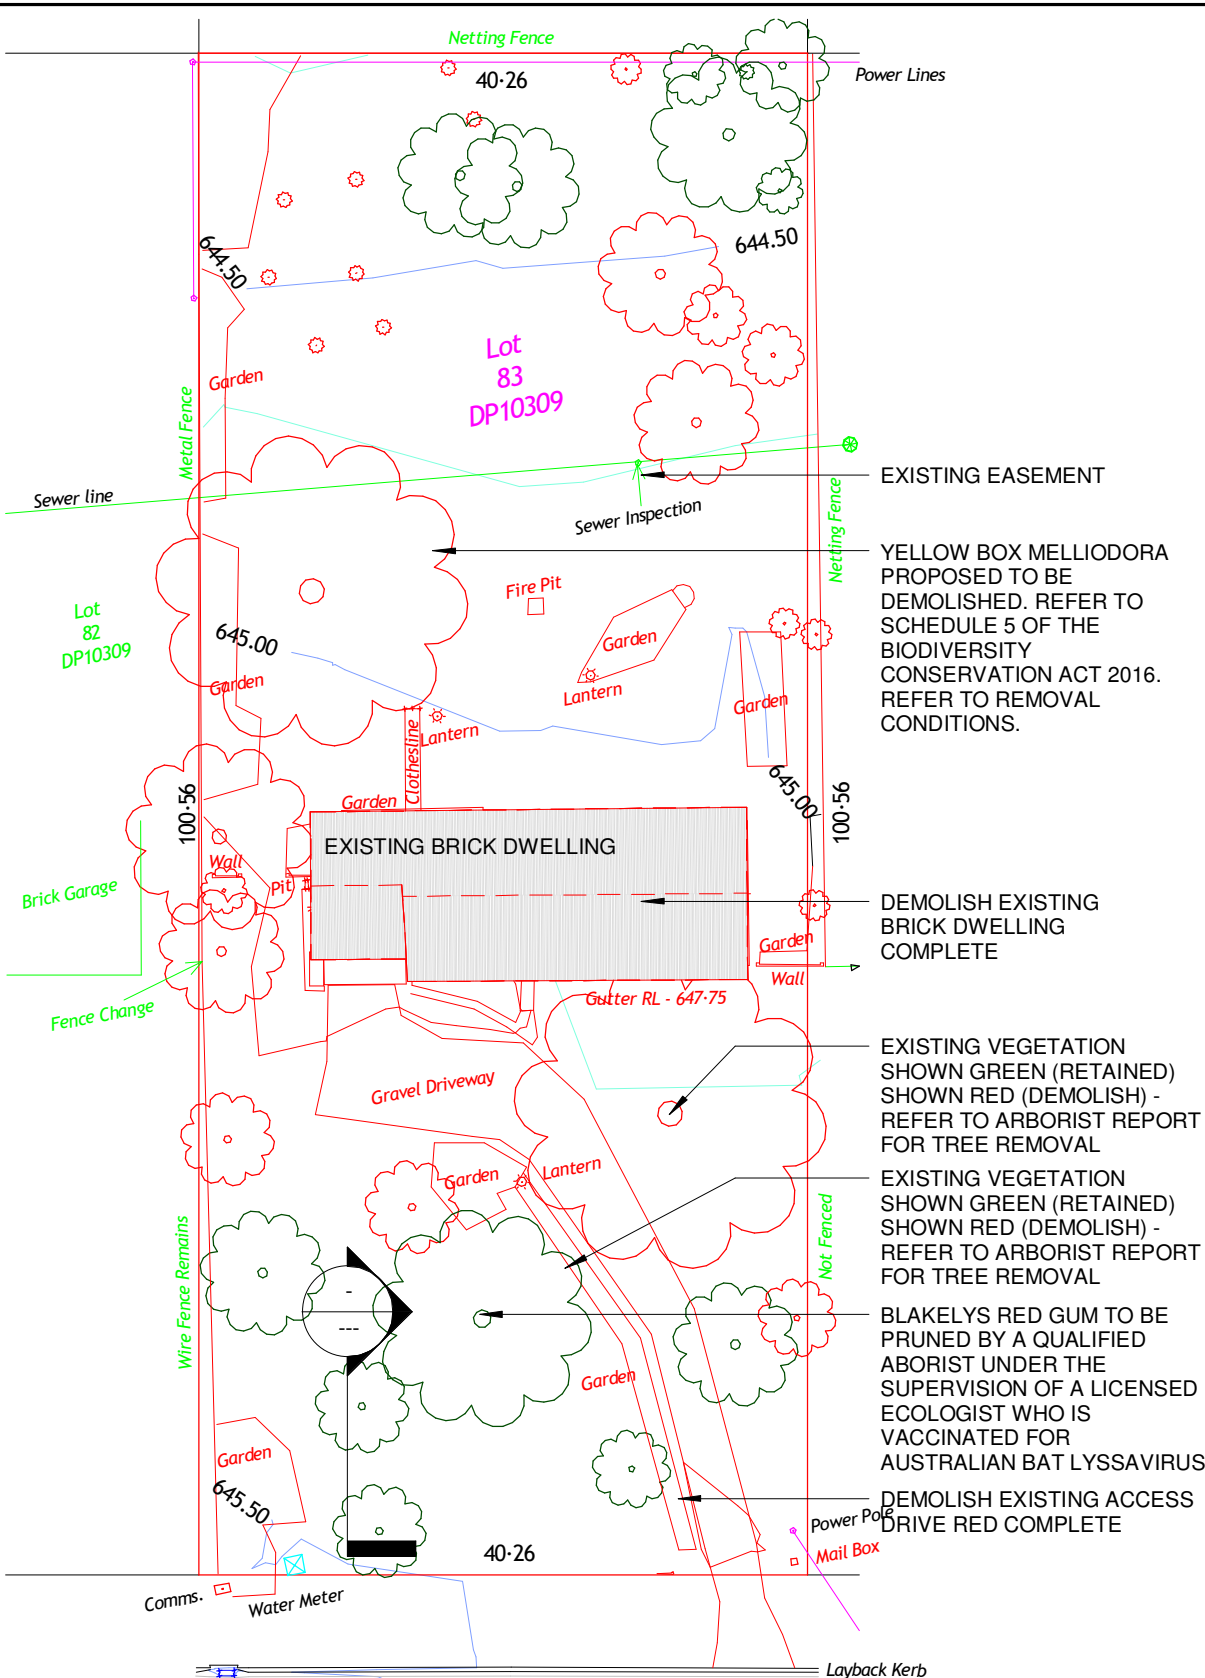 Netting Fence
40·26
Power Lines
644.50
644.50
Lot
83
DP10309
Garden
Metal Fence
Sewer line
Sewer Inspection
EXISTING EASEMENT
Netting Fence
YELLOW BOX MELLIODORA
PROPOSED TO BE
DEMOLISHED. REFER TO
SCHEDULE 5 OF THE
BIODIVERSITY
CONSERVATION ACT 2016.
REFER TO REMOVAL
CONDITIONS.
Fire Pit
Lot
82
DP10309
645.00
Garden
Garden
Lantern
Garden
Lantern
Clothesline
Garden
645.00
100·56
100·56
EXISTING BRICK DWELLING
Wall
Pit
Brick Garage
DEMOLISH EXISTING
BRICK DWELLING
COMPLETE
Garden
Wall
Gutter RL - 647·75
Fence Change
EXISTING VEGETATION
SHOWN GREEN (RETAINED)
SHOWN RED (DEMOLISH) -
REFER TO ARBORIST REPORT
FOR TREE REMOVAL
Gravel Driveway
Garden
Lantern
EXISTING VEGETATION
SHOWN GREEN (RETAINED)
SHOWN RED (DEMOLISH) -
REFER TO ARBORIST REPORT
FOR TREE REMOVAL
Not Fenced
Wire Fence Remains
-
---
BLAKELYS RED GUM TO BE
PRUNED BY A QUALIFIED
ABORIST UNDER THE
SUPERVISION OF A LICENSED
ECOLOGIST WHO IS
VACCINATED FOR
AUSTRALIAN BAT LYSSAVIRUS
Garden
Garden
645.50
DEMOLISH EXISTING ACCESS
DRIVE RED COMPLETE
Power Pole
Mail Box
40·26
Comms.
Water Meter
Layback Kerb